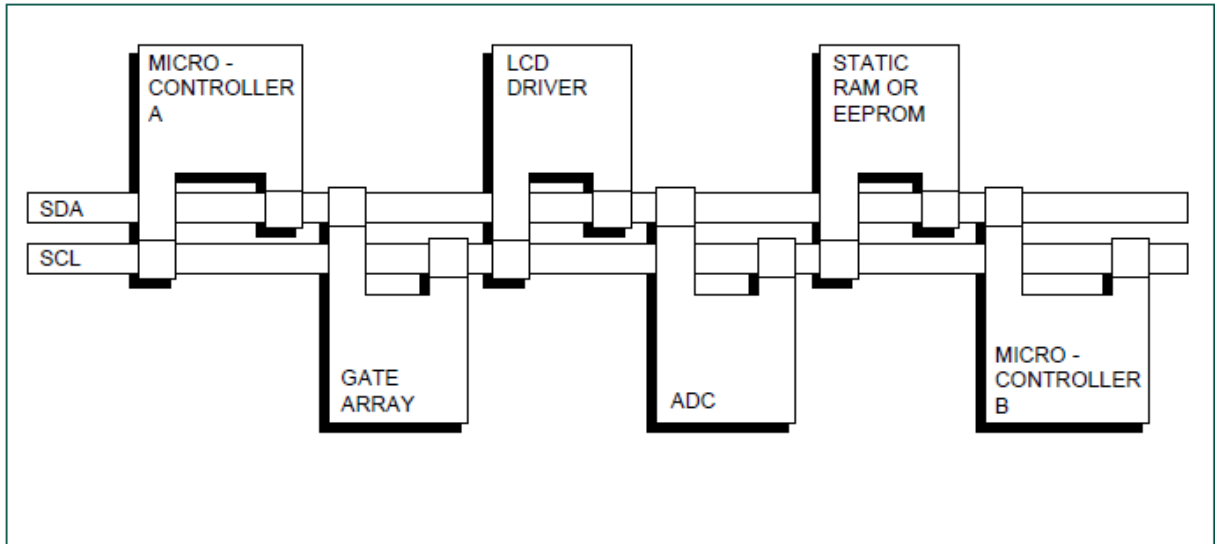 MICRO -
CONTROLLER
A
LCD
DRIVER
STATIC
RAM OR
EEPROM
SDA
SCL
GATE
ARRAY
ADC
MICRO -
CONTROLLER
B